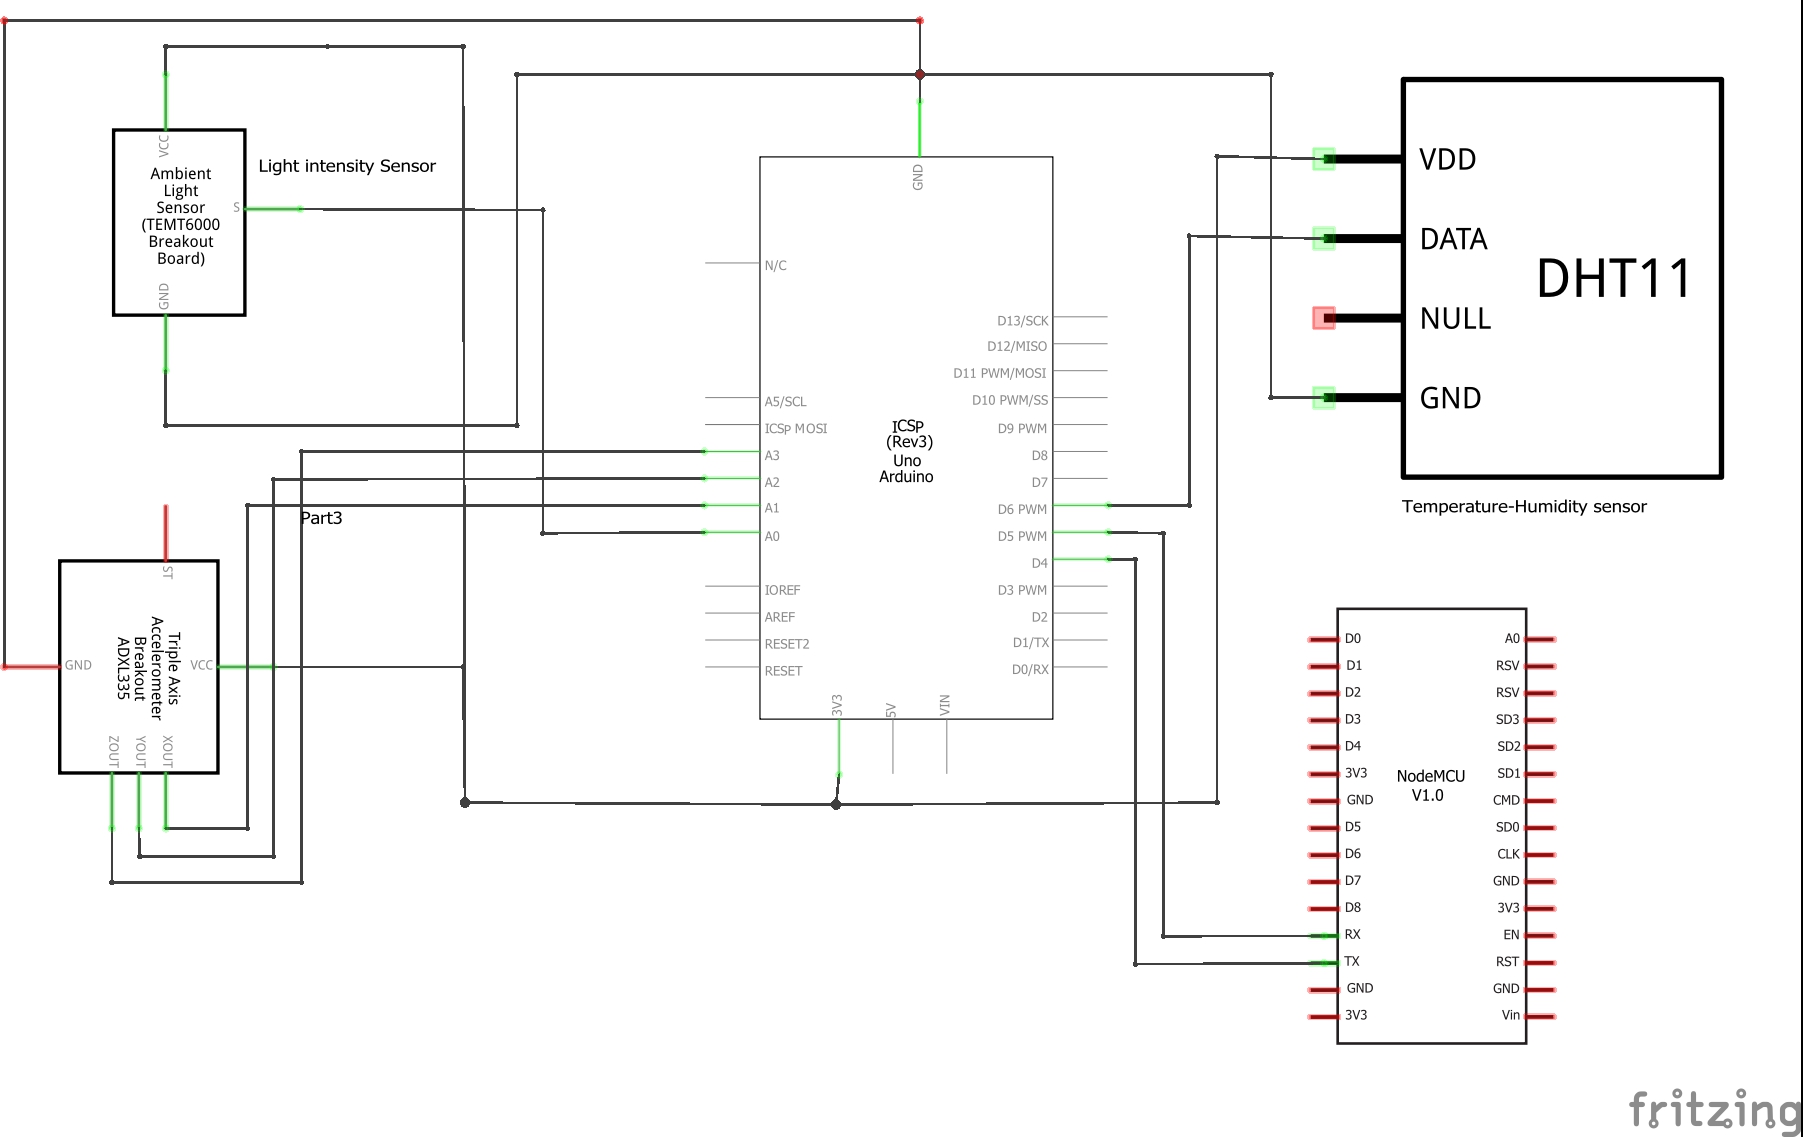 VCC
Ambient
Light
Sensor
(TEMT6000
Breakout
Board)
S
GND
Light intensity Sensor
GND
N/C
A5/SCL
ICSP MOSI
A3
A2
A1
A0
IOREF
AREF
RESET2
RESET
ICSP
(Rev3)
Uno
Arduino
D13/SCK
D12/MISO
D11 PWM/MOSI
D10 PWM/SS
D9 PWM
D8
D7
D6 PWM
D5 PWM
D4
D3 PWM
D2
D1/TX
D0/RX
3V3
5V
VIN
VDD
DATA
NULL
GND
DHT11
Temperature-Humidity sensor
Part3
ST
GND
VCC
Triple Axis
Accelerometer
Breakout
ADXL335
ZOUT
YOUT
XOUT
D0
D1
D2
D3
D4
3V3
GND
D5
D6
D7
D8
RX
TX
GND
3V3
NodeMCU
V1.0
A0
RSV
RSV
SD3
SD2
SD1
CMD
SD0
CLK
GND
3V3
EN
RST
GND
Vin
fritzing